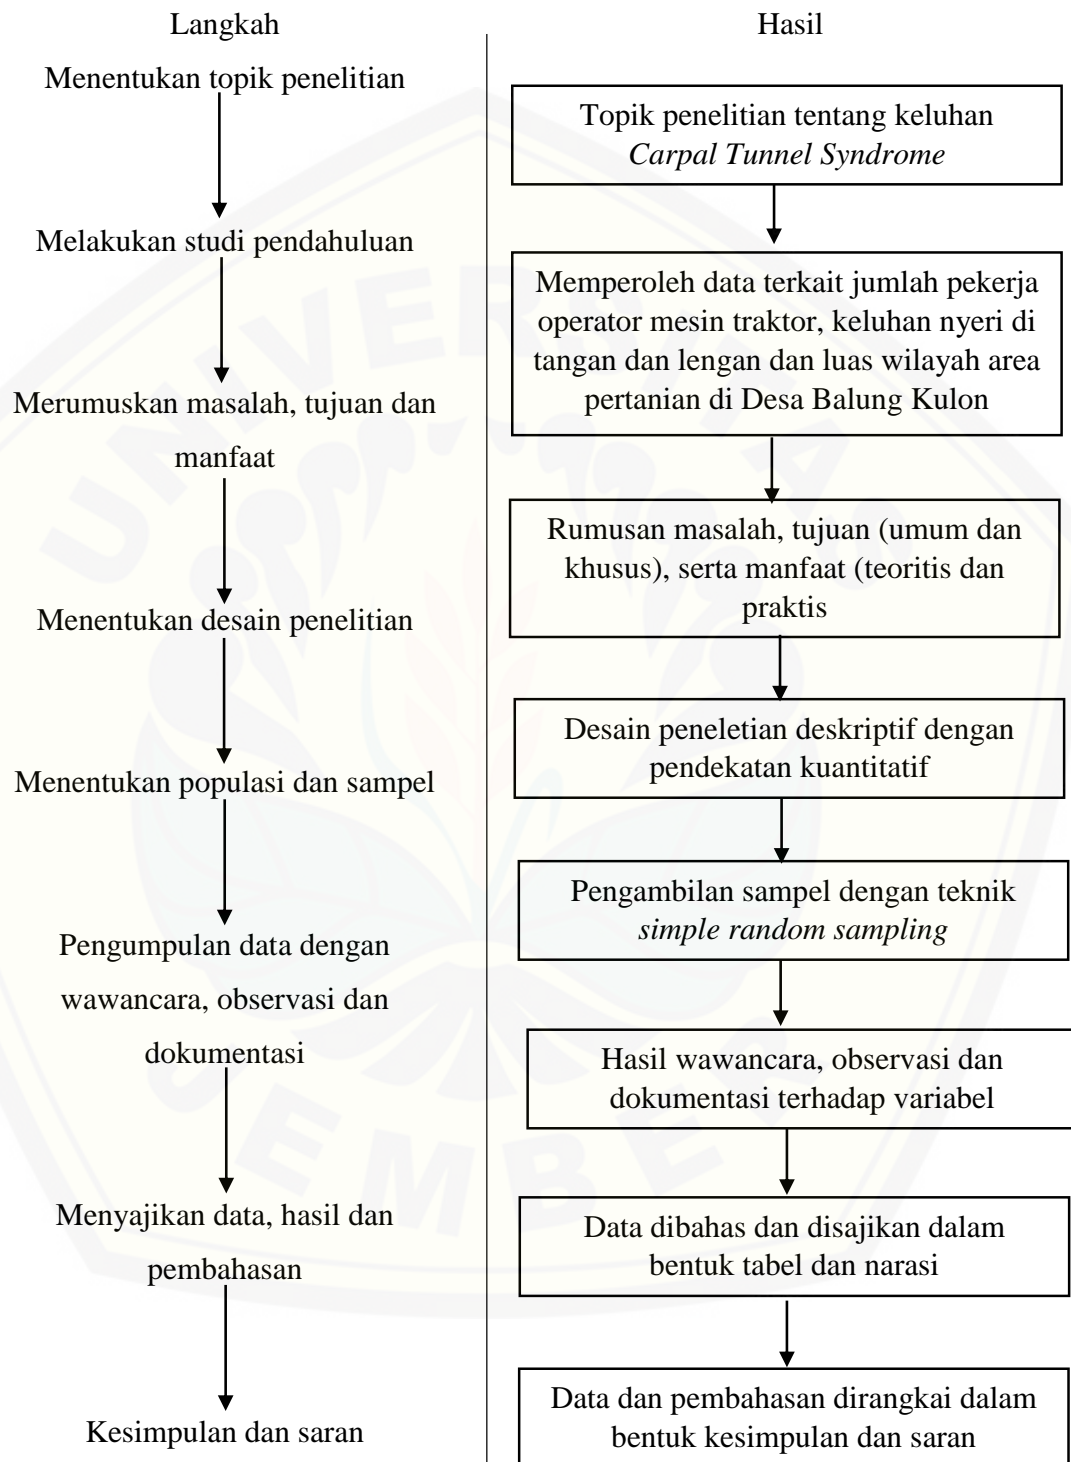 Langkah
Menentukan topik penelitian
Melakukan studi pendahuluan
Merumuskan masalah, tujuan dan
manfaat
Menentukan desain penelitian
Menentukan populasi dan sampel
Pengumpulan data dengan
wawancara, observasi dan
dokumentasi
Menyajikan data, hasil dan
pembahasan
Kesimpulan dan saran
Hasil
Topik penelitian tentang keluhan
Carpal Tunnel Syndrome
Memperoleh data terkait jumlah pekerja
operator mesin traktor, keluhan nyeri di
tangan dan lengan dan luas wilayah area
pertanian di Desa Balung Kulon
Rumusan masalah, tujuan (umum dan
khusus), serta manfaat (teoritis dan
praktis
Desain peneletian deskriptif dengan
pendekatan kuantitatif
Pengambilan sampel dengan teknik
simple random sampling
Hasil wawancara, observasi dan
dokumentasi terhadap variabel
Data dibahas dan disajikan dalam
bentuk tabel dan narasi
Data dan pembahasan dirangkai dalam
bentuk kesimpulan dan saran
UNIVERSITAS
JEMBER